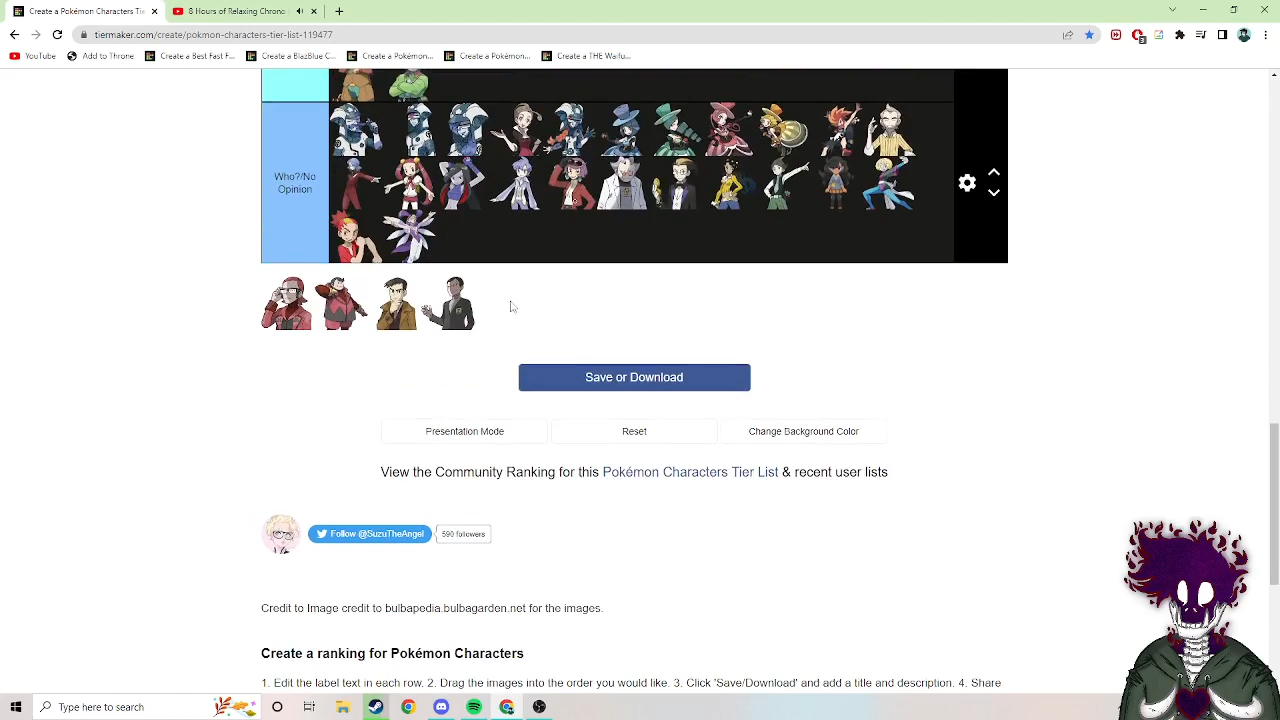 Create a Pokémon Characters Tie
8 Hours of Relaxing Chrono
tiermaker.com/create/pokmon-characters-tier-list-119477
YouTube
Add to Throne
Create a Best Fast F...
Create a BlazBlue C...
Create a Pokémon...
Create a Pokémon...
Create a THE Waifu...
Who?/No
Opinion
Save or Download
Presentation Mode
Reset
Change Background Color
View the Community Ranking for this Pokémon Characters Tier List & recent user lists
Follow @SuzuTheAngel
590 followers
Credit to Image credit to bulbapedia.bulbagarden.net for the images.
Create a ranking for Pokémon Characters
1. Edit the label text in each row. 2. Drag the images into the order you would like. 3. Click 'Save/Download' and add a title and description. 4. Share
Type here to search